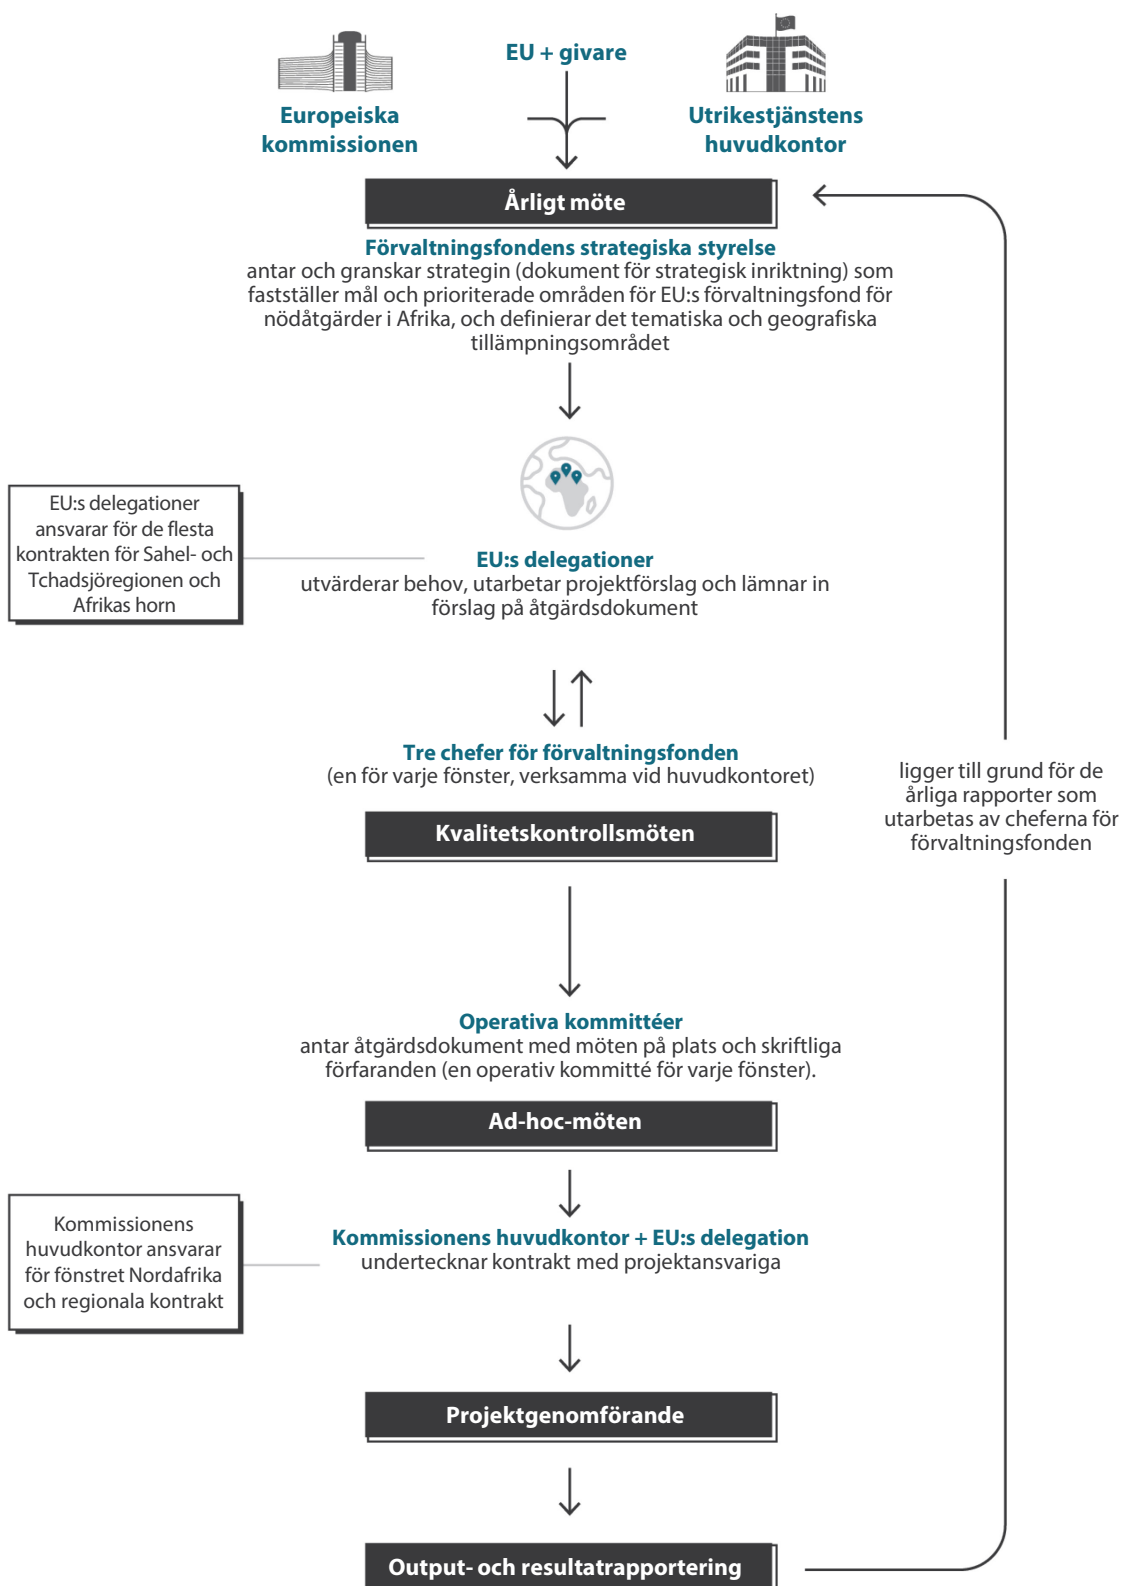 EU + givare
Europeiska
kommissionen
Utrikestjänstens
huvudkontor
Årligt möte
Förvaltningsfondens strategiska styrelse
antar och granskar strategin (dokument för strategisk inriktning) som
fastställer mål och prioriterade områden för EU:s förvaltningsfond för
nödåtgärder i Afrika, och definierar det tematiska och geografiska
tillämpningsområdet
EU:s delegationer
ansvarar för de flesta
kontrakten för Sahel- och
Tchadsjöregionen och
Afrikas horn
EU:s delegationer
utvärderar behov, utarbetar projektförslag och lämnar in
förslag på åtgärdsdokument
Tre chefer för förvaltningsfonden
(en för varje fönster, verksamma vid huvudkontoret)
Kvalitetskontrollsmöten
ligger till grund för de
årliga rapporter som
utarbetas av cheferna för
förvaltningsfonden
Operativa kommittéer
antar åtgärdsdokument med möten på plats och skriftliga
förfaranden (en operativ kommitté för varje fönster).
Ad-hoc-möten
Kommissionens
huvudkontor ansvarar
för fönstret Nordafrika
och regionala kontrakt
Kommissionens huvudkontor + EU:s delegation
undertecknar kontrakt med projektansvariga
Projektgenomförande
Output- och resultatrapportering